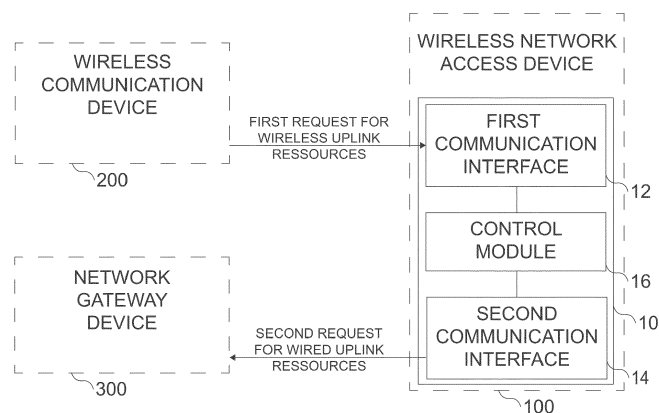 WIRELESS
COMMUNICATION
DEVICE
200
FIRST REQUEST FOR
WIRELESS UPLINK
RESSOURCES
WIRELESS NETWORK
ACCESS DEVICE
FIRST
COMMUNICATION
INTERFACE
12
CONTROL
MODULE
16
NETWORK
GATEWAY
DEVICE
300
SECOND REQUEST
FOR WIRED UPLINK
RESSOURCES
SECOND
COMMUNICATION
INTERFACE
10
14
100